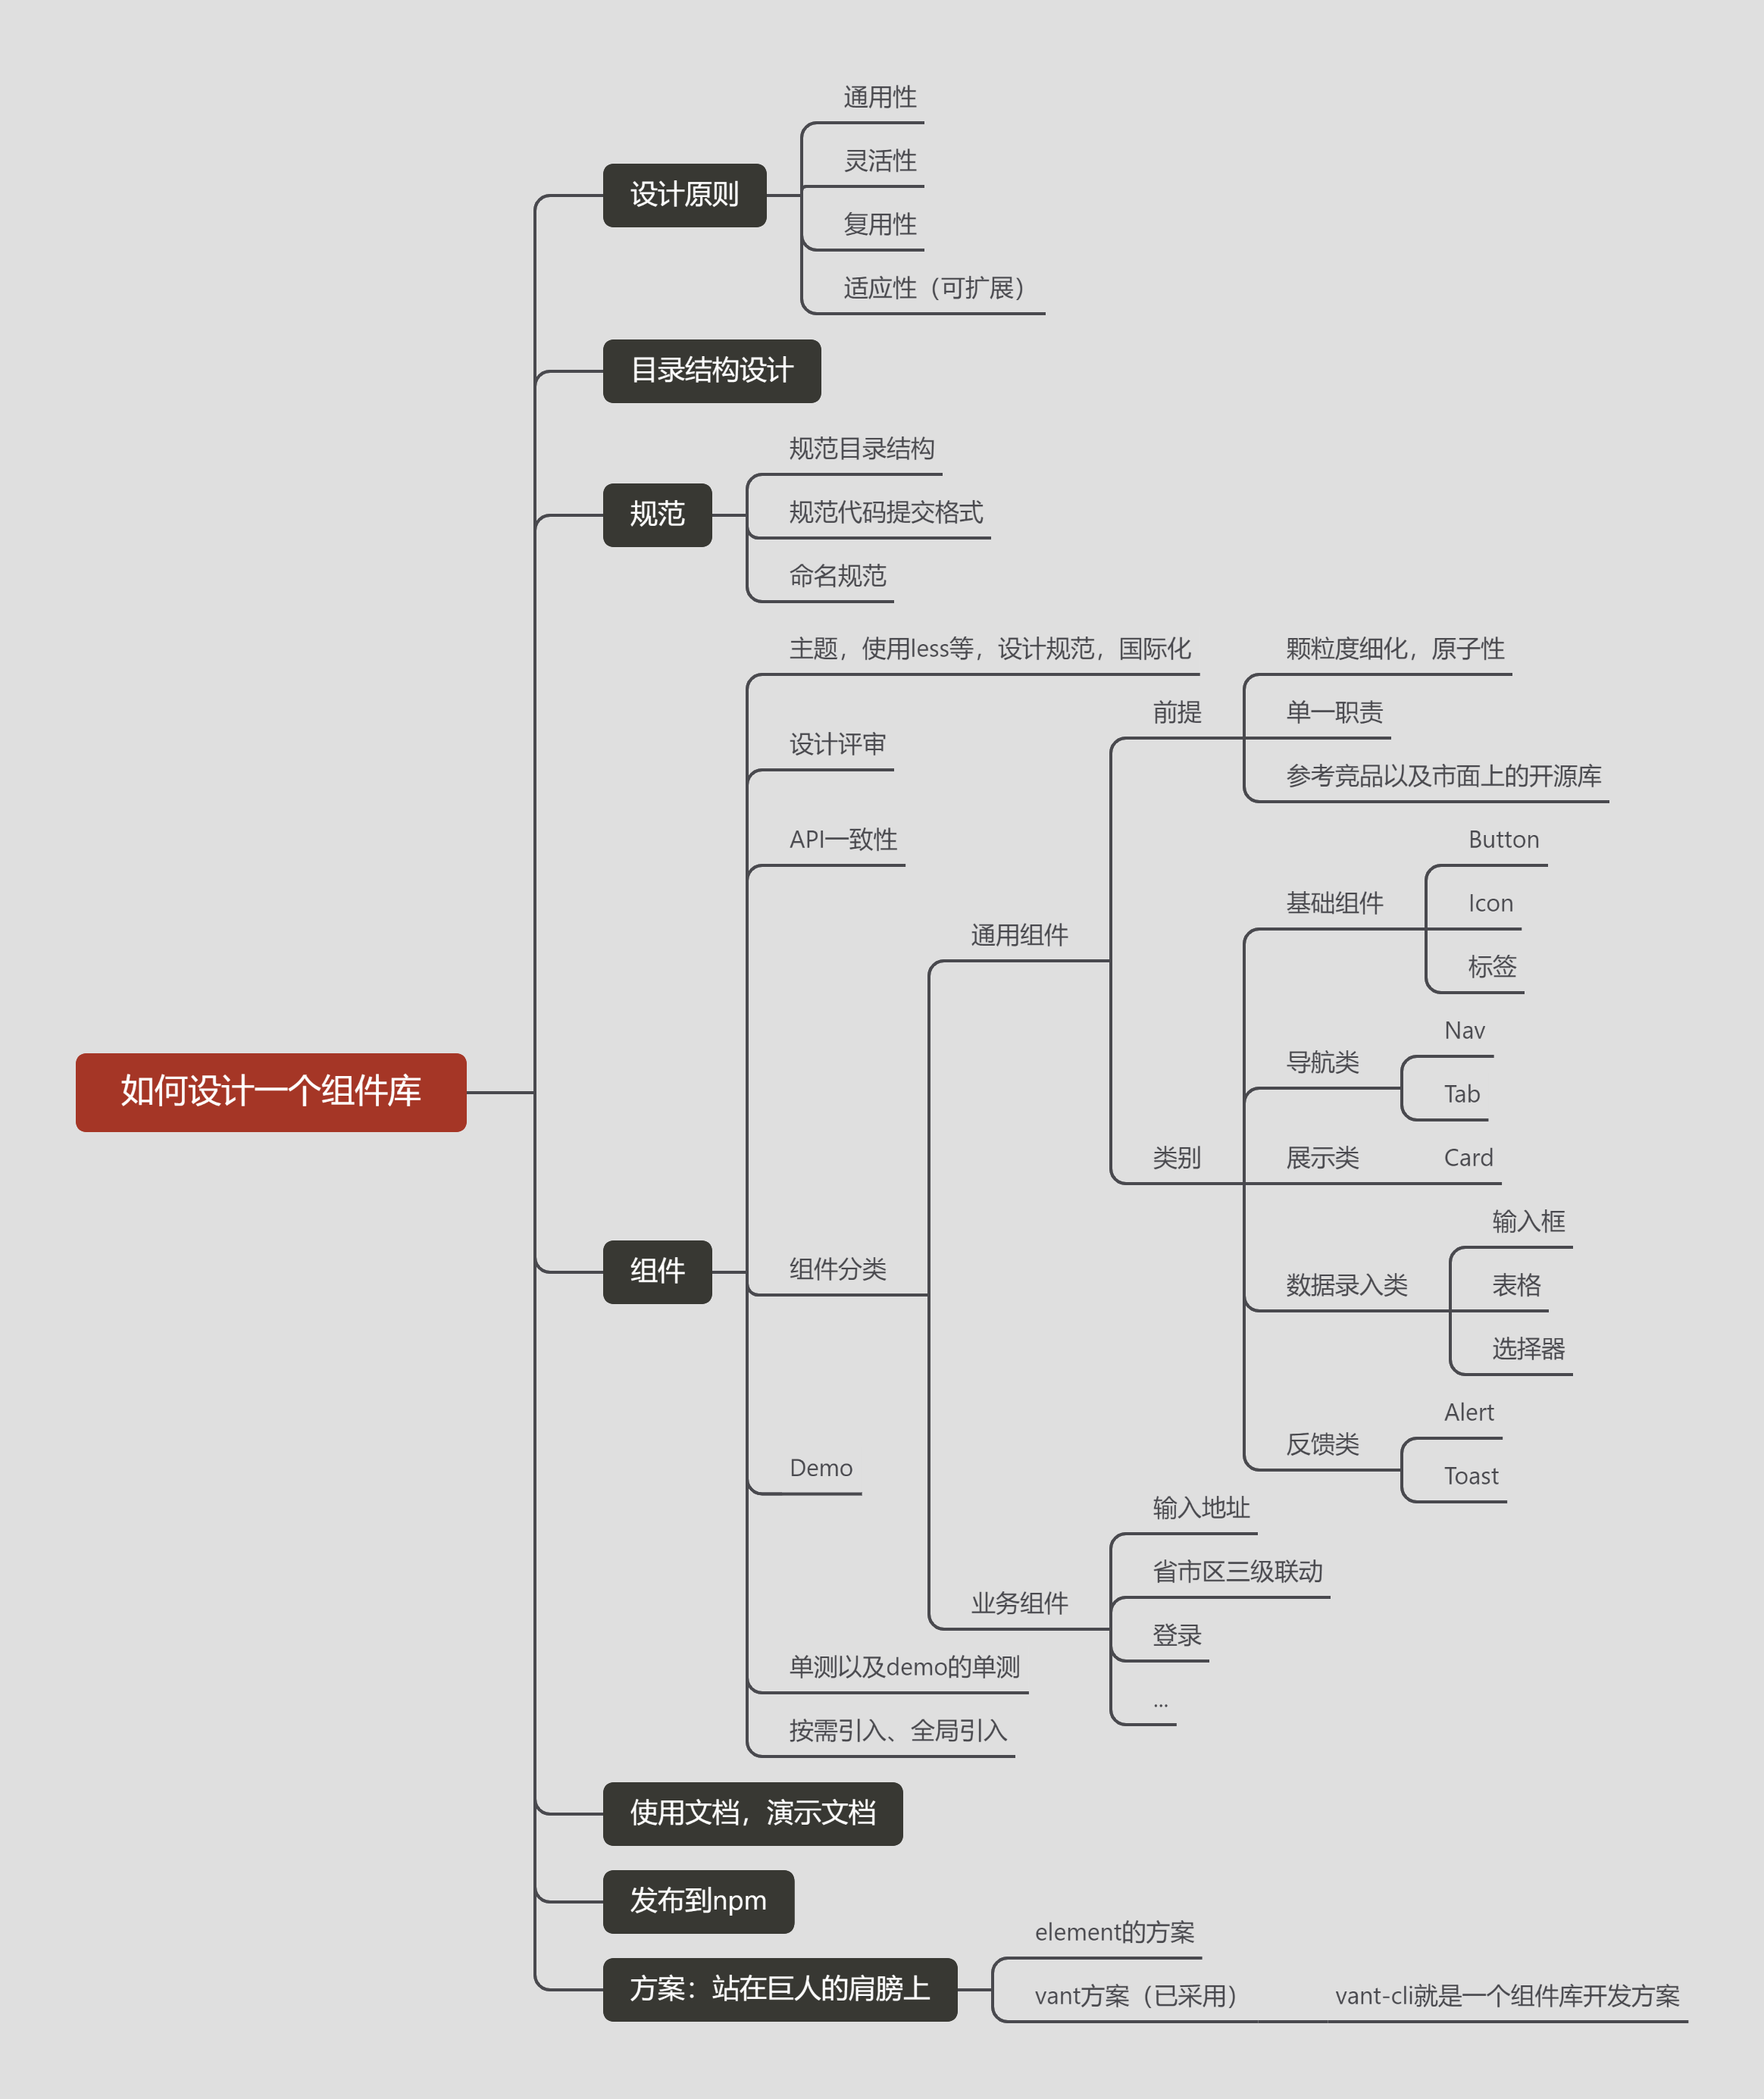 如何设计一个组件库
设计原则
通用性
灵活性
复用性
适应性（可扩展）
目录结构设计
规范
规范目录结构
规范代码提交格式
命名规范
组件
主题，使用less等，设计规范，国际化
设计评审
API一致性
组件分类
通用组件
前提
颗粒度细化，原子性
单一职责
参考竞品以及市面上的开源库
类别
基础组件
Button
Icon
标签
导航类
Nav
Tab
展示类
Card
数据录入类
输入框
表格
选择器
反馈类
Alert
Toast
业务组件
输入地址
省市区三级联动
登录
...
Demo
单测以及demo的单测
按需引入、全局引入
使用文档，演示文档
发布到npm
方案：站在巨人的肩膀上
element的方案
vant方案（已采用）
vant-cli就是一个组件库开发方案